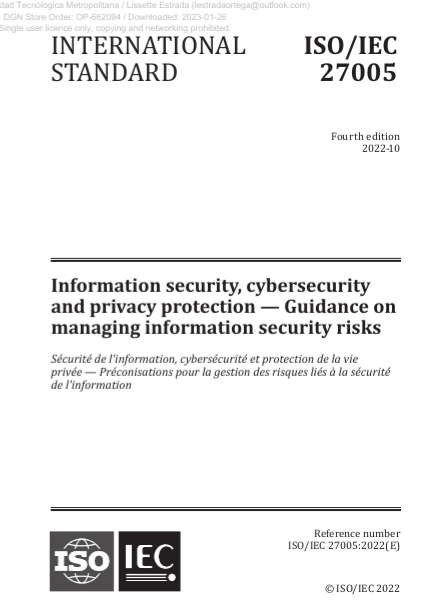 dad Tecnológica Metropolitana / Lissette Estrada (iestradaortega@outlook.com)
DGN Store Order: OP-662094 / Downloaded: 2023-01-26
Single user licence only, copying and networking prohibited.
INTERNATIONAL STANDARD
ISO/IEC 27005
Fourth edition
2022-10
Information security, cybersecurity
and privacy protection — Guidance on
managing information security risks
Sécurité de l'information, cybersécurité et protection de la vie
privée — Préconisations pour la gestion des risques liés à la sécurité
de l'information
ISO
IEC
Reference number
ISO/IEC 27005:2022(E)
© ISO/IEC 2022